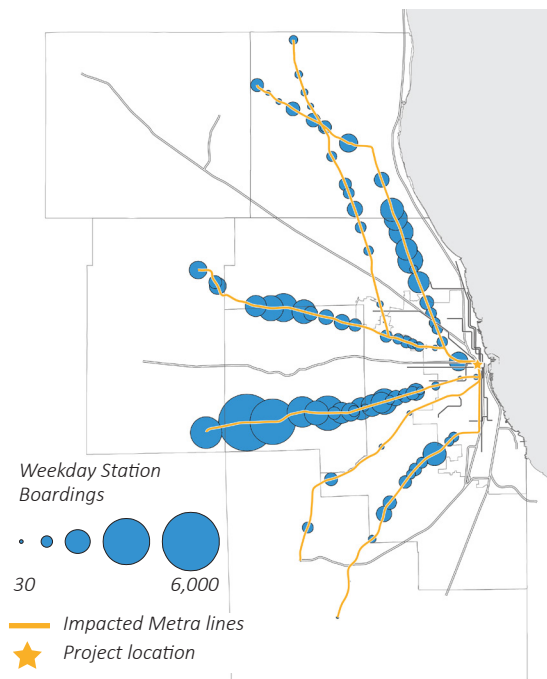 Weekday Station
Boardings
30
6,000
Impacted Metra lines
Project location